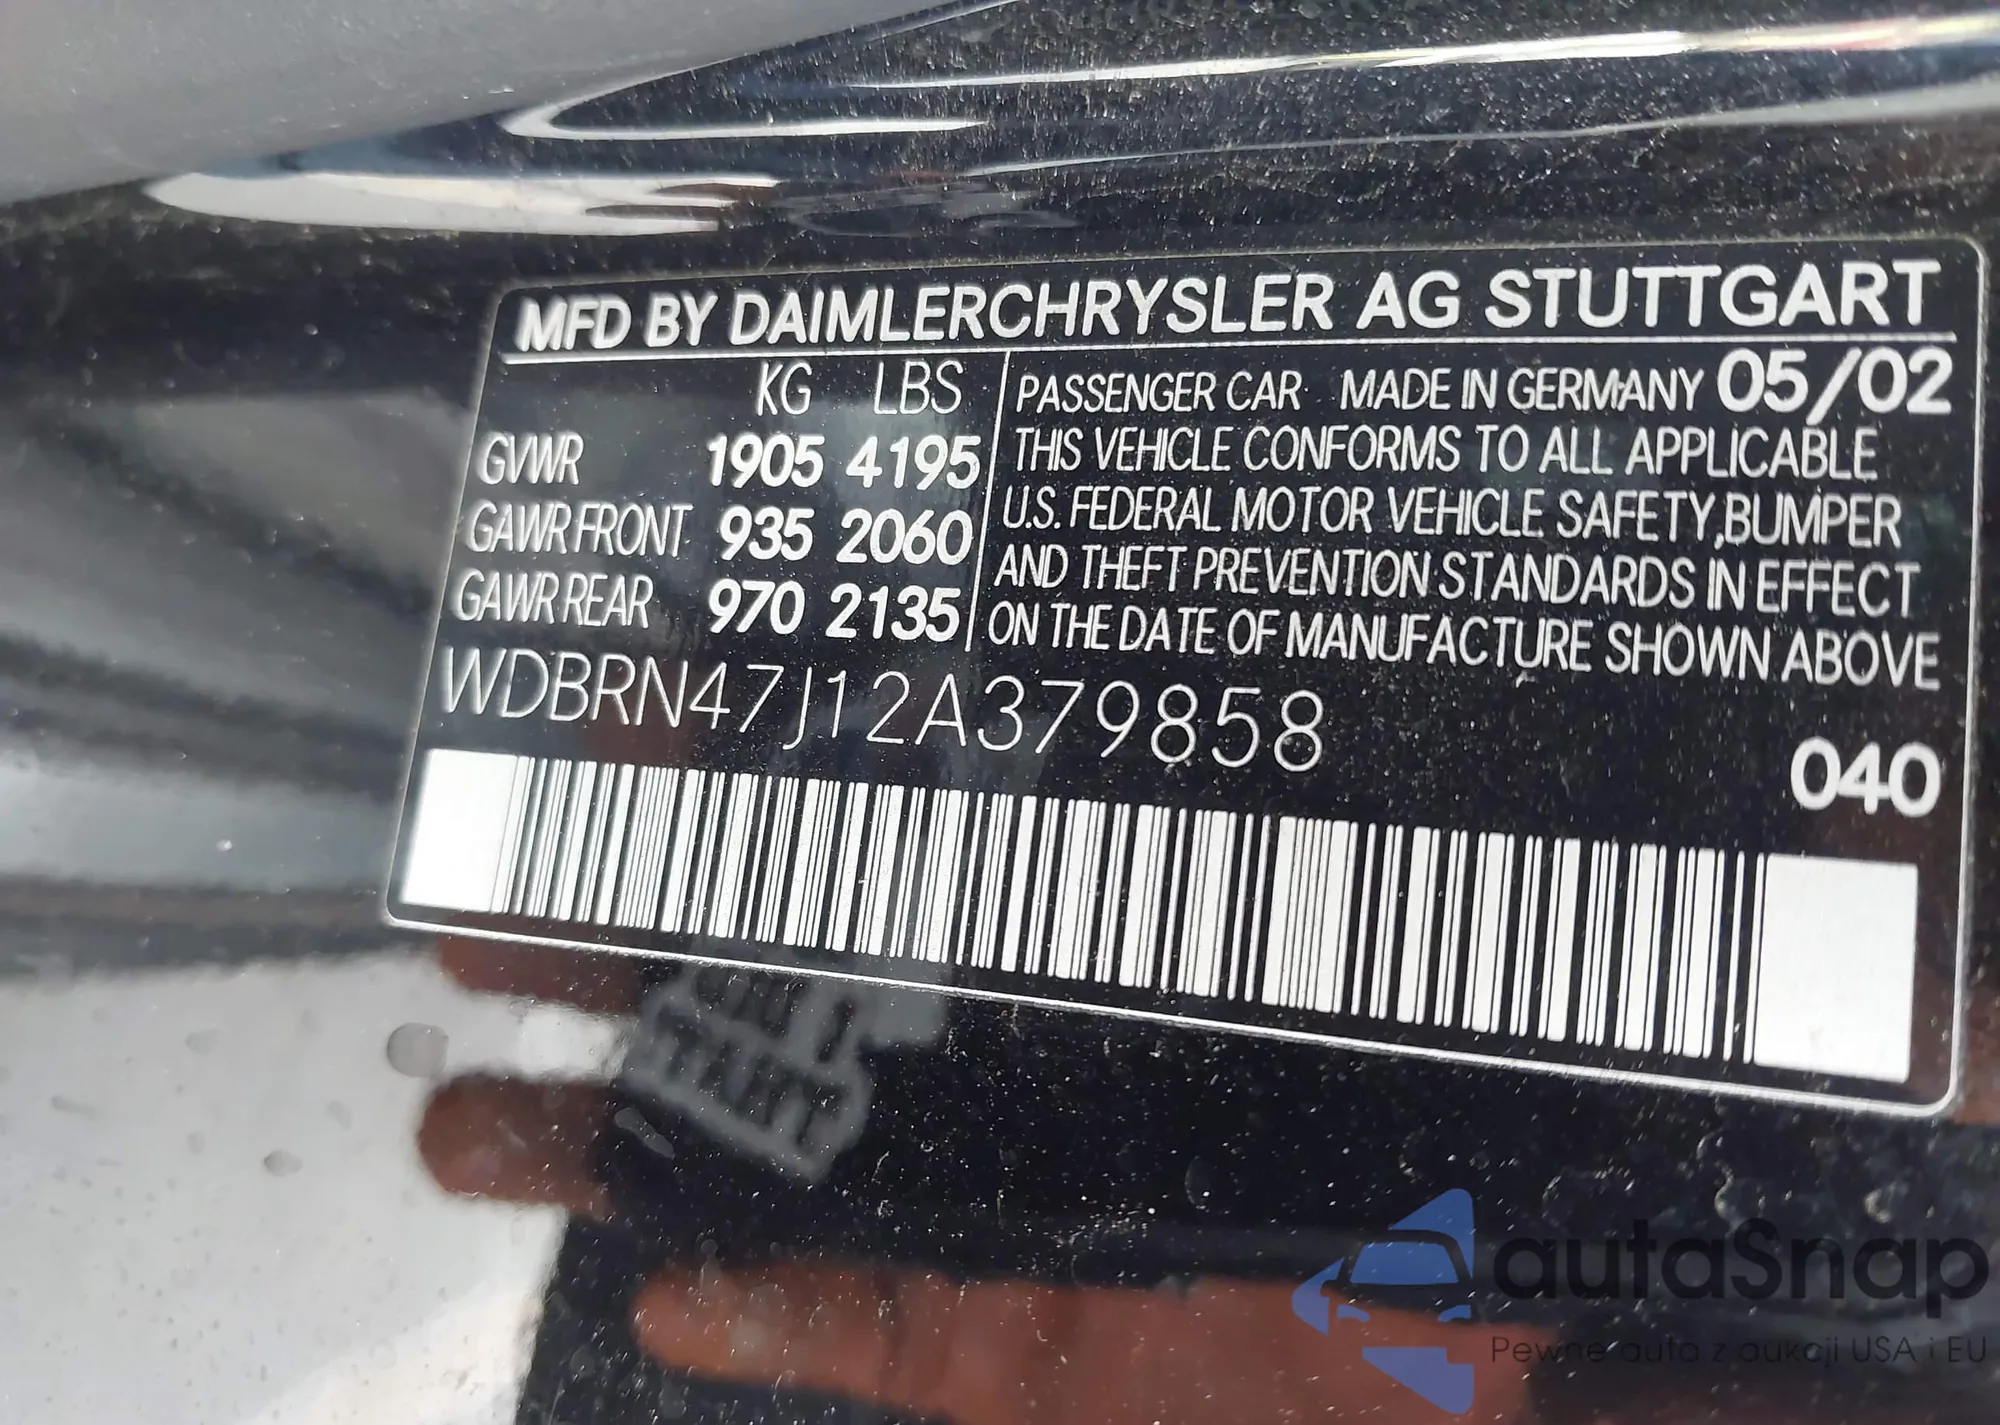 MFD BY DAIMLERCHRYSLER AG STUTTGART
KG LBS
GVWR 1905 4195
GAWR FRONT 935 2060
GAWR REAR 970 2135
PASSENGER CAR MADE IN GERMANY 05/02
THIS VEHICLE CONFORMS TO ALL APPLICABLE
U.S. FEDERAL MOTOR VEHICLE SAFETY,BUMPER
AND THEFT PREVENTION STANDARDS IN EFFECT
ON THE DATE OF MANUFACTURE SHOWN ABOVE
WDBRN47J12A379858
040
autaSnap
Pewne auta z aukcji USA i EU